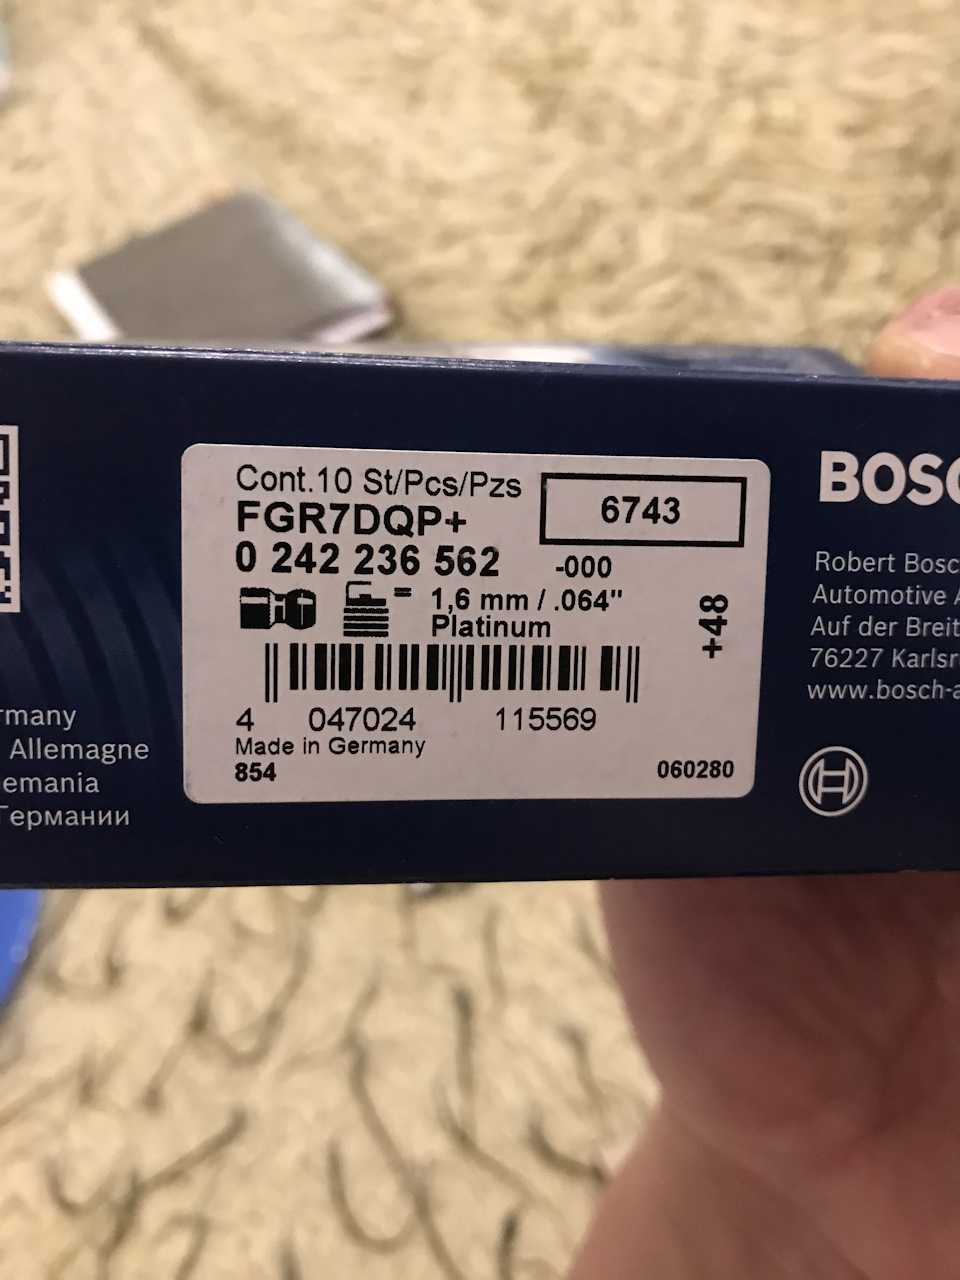 Cont.10 St/Pcs/Pzs
6743
FGR7DQP+
0 242 236 562 -000
= 1,6 mm / .064"
Platinum
+48
4 047024 115569
Made in Germany
854
060280
rmany
Allemagne
emania
Германии
BOSC
Robert Bosc
Automotive A
Auf der Breit
76227 Karlsr
www.bosch-a